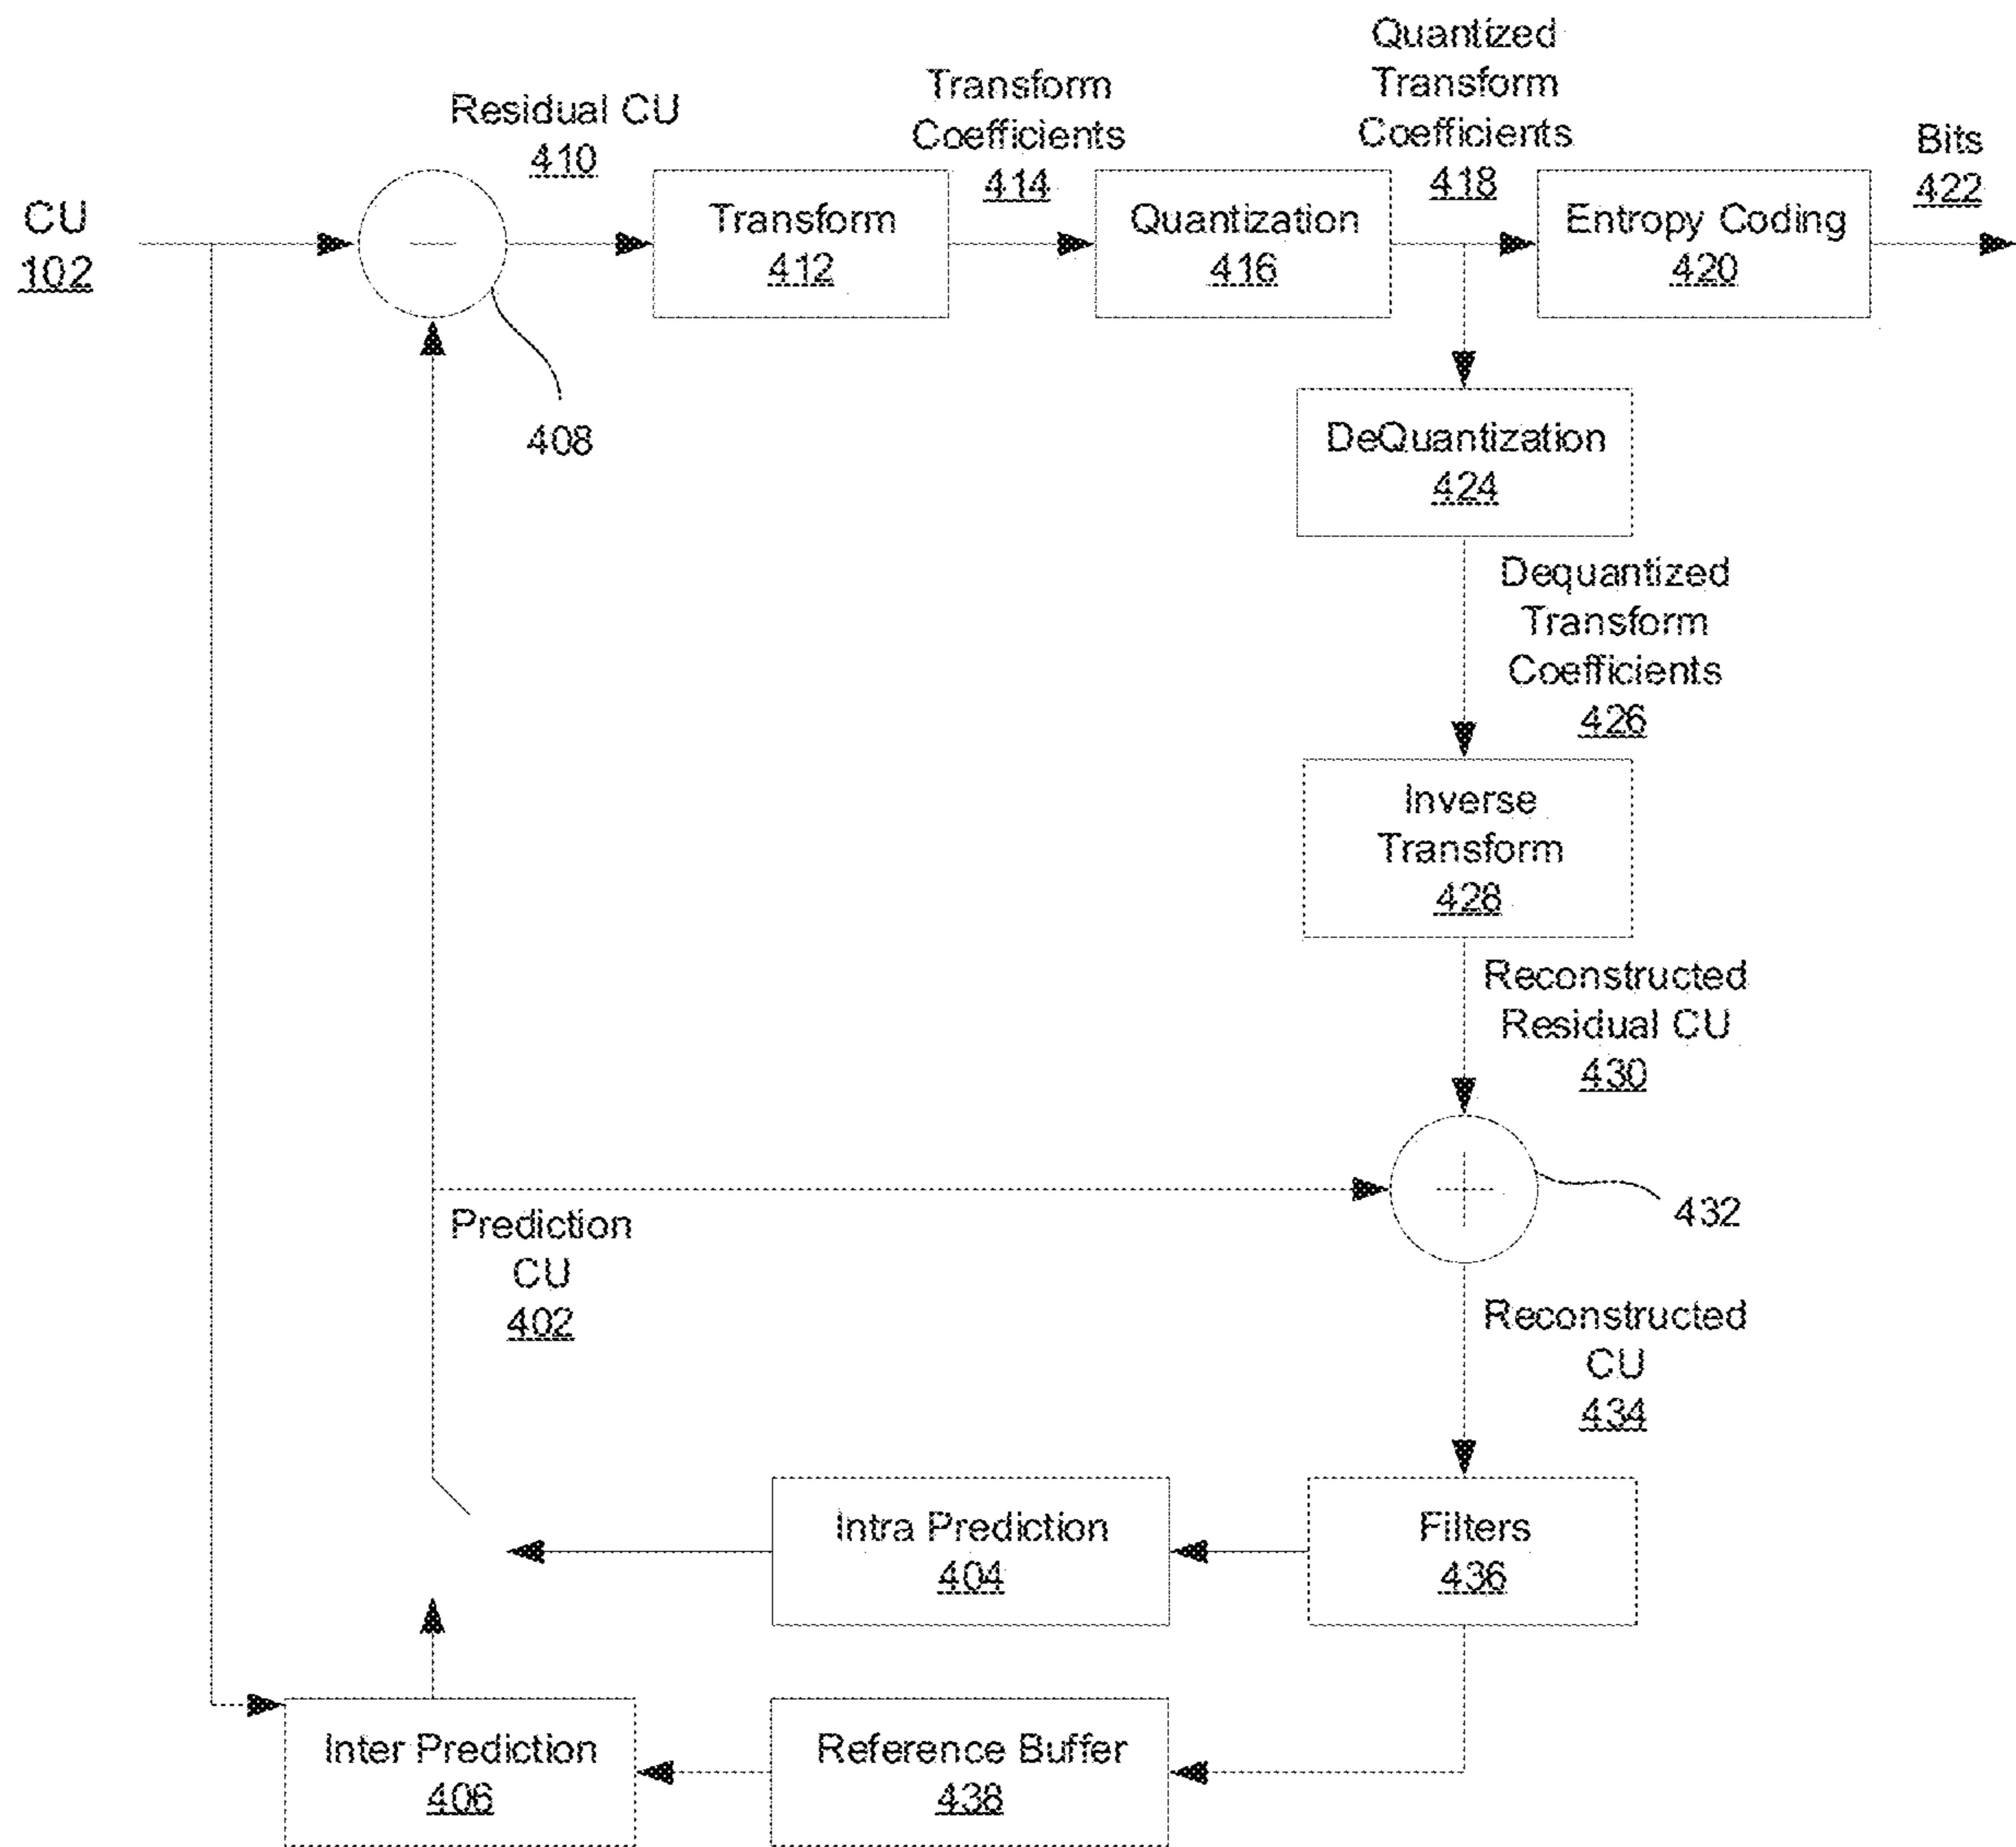 CU
102
Residual CU
410
408
Transform
412
Transform
Coefficients
414
Quantization
416
Quantized
Transform
Coefficients
418
Entropy Coding
420
Bits
422
DeQuantization
424
Dequantized
Transform
Coefficients
426
Inverse
Transform
428
Reconstructed
Residual CU
430
432
Prediction
CU
402
Reconstructed
CU
434
Intra Prediction
404
Filters
436
Inter Prediction
406
Reference Buffer
438